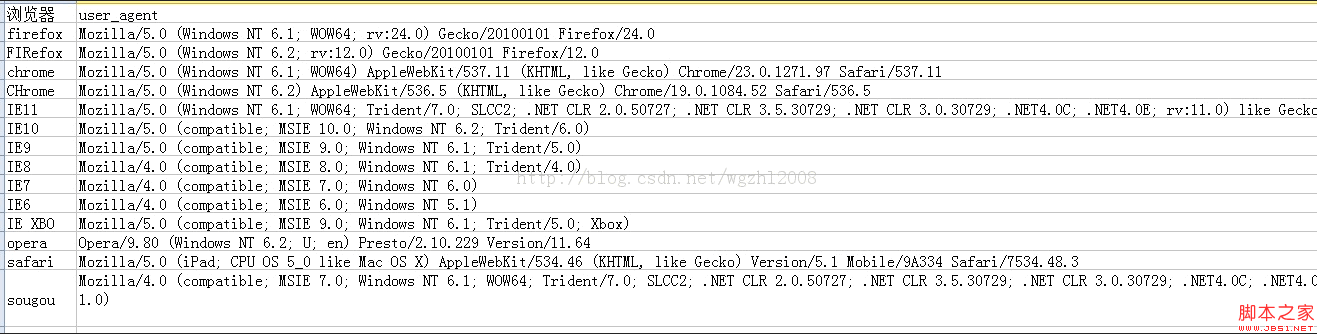 浏览器 user_agent
firefox Mozilla/5.0 (Windows NT 6.1; WOW64; rv:24.0) Gecko/20100101 Firefox/24.0
FIRefox Mozilla/5.0 (Windows NT 6.2; rv:12.0) Gecko/20100101 Firefox/12.0
chrome Mozilla/5.0 (Windows NT 6.1; WOW64) AppleWebKit/537.11 (KHTML, like Gecko) Chrome/23.0.1271.97 Safari/537.11
CHrome Mozilla/5.0 (Windows NT 6.2) AppleWebKit/536.5 (KHTML, like Gecko) Chrome/19.0.1084.52 Safari/536.5
IE11 Mozilla/5.0 (Windows NT 6.1; WOW64; Trident/7.0; SLCC2; .NET CLR 2.0.50727; .NET CLR 3.5.30729; .NET CLR 3.0.30729; .NET4.0C; .NET4.0E; rv:11.0) like Gecko
IE10 Mozilla/5.0 (compatible; MSIE 10.0; Windows NT 6.2; Trident/6.0)
IE9 Mozilla/5.0 (compatible; MSIE 9.0; Windows NT 6.1; Trident/5.0)
IE8 Mozilla/4.0 (compatible; MSIE 8.0; Windows NT 6.1; Trident/4.0)
http://blog.csdn.net/wgzhl2008
IE7 Mozilla/4.0 (compatible; MSIE 7.0; Windows NT 6.0)
IE6 Mozilla/4.0 (compatible; MSIE 6.0; Windows NT 5.1)
IE XBO Mozilla/5.0 (compatible; MSIE 9.0; Windows NT 6.1; Trident/5.0; Xbox)
opera Opera/9.80 (Windows NT 6.2; U; en) Presto/2.10.229 Version/11.64
safari Mozilla/5.0 (iPad; CPU OS 5_0 like Mac OS X) AppleWebKit/534.46 (KHTML, like Gecko) Version/5.1 Mobile/9A334 Safari/7534.48.3
Mozilla/4.0 (compatible; MSIE 7.0; Windows NT 6.1; WOW64; Trident/7.0; SLCC2; .NET CLR 2.0.50727; .NET CLR 3.5.30729; .NET CLR 3.0.30729; .NET4.0C; .NET4.0
sougou 1.0)
脚本之家
www.jb51.net